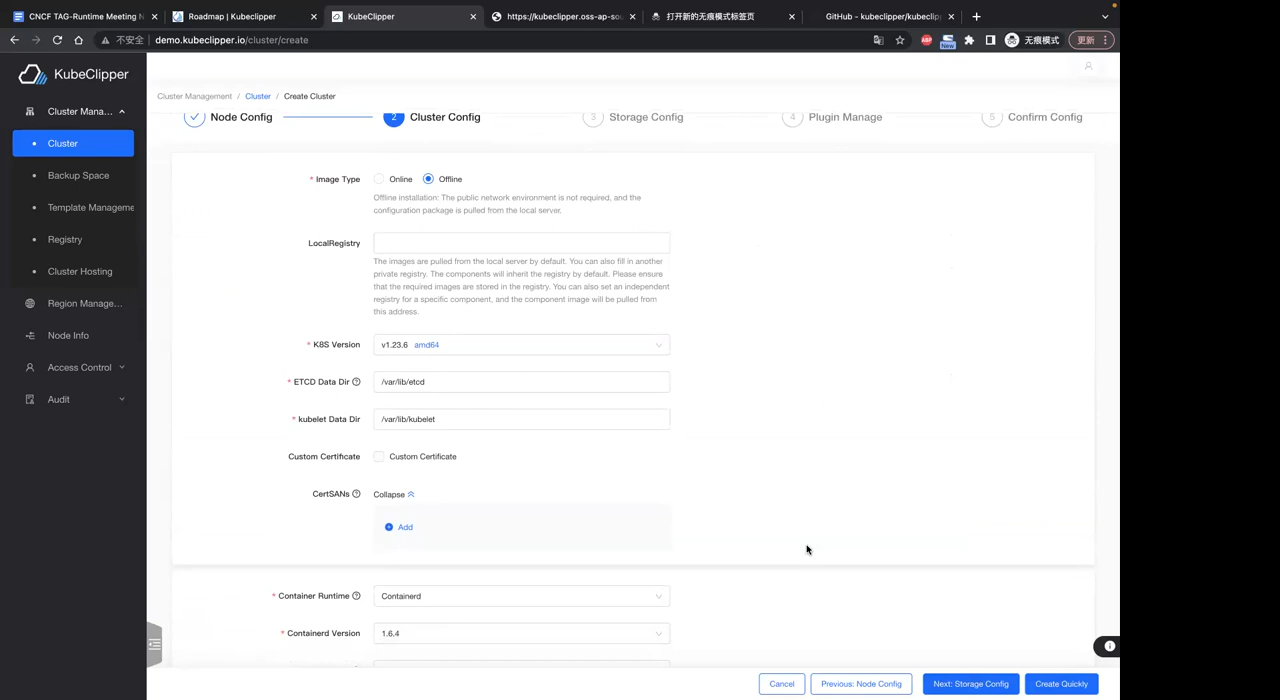 CNCF TAG-Runtime Meeting N
Roadmap | Kubeclipper
KubeClipper
https://kubeclipper.oss-ap-sou
打开新的无痕模式标签页
GitHub - kubeclipper/kubeclip
不安全 demo.kubeclipper.io/cluster/create
ABP
New
无痕模式
更新
KubeClipper
Cluster Mana...
Cluster
Backup Space
Template Manageme
Registry
Cluster Hosting
Region Manage...
Node Info
Access Control
Audit
Cluster Management / Cluster / Create Cluster
Node Config
2 Cluster Config
3 Storage Config
4 Plugin Manage
5 Confirm Config
* Image Type Online Offline
Offline installation: The public network environment is not required, and the
configuration package is pulled from the local server.
LocalRegistry
The images are pulled from the local server by default. You can also fill in another
private registry. The components will inherit the registry by default. Please ensure
that the required images are stored in the registry. You can also set an independent
registry for a specific component, and the component image will be pulled from
this address.
* K8S Version v1.23.6 amd64
* ETCD Data Dir /var/lib/etcd
* kubelet Data Dir /var/lib/kubelet
Custom Certificate Custom Certificate
CertSANs Collapse
Add
* Container Runtime Containerd
* Containerd Version 1.6.4
Cancel
Previous: Node Config
Next: Storage Config
Create Quickly